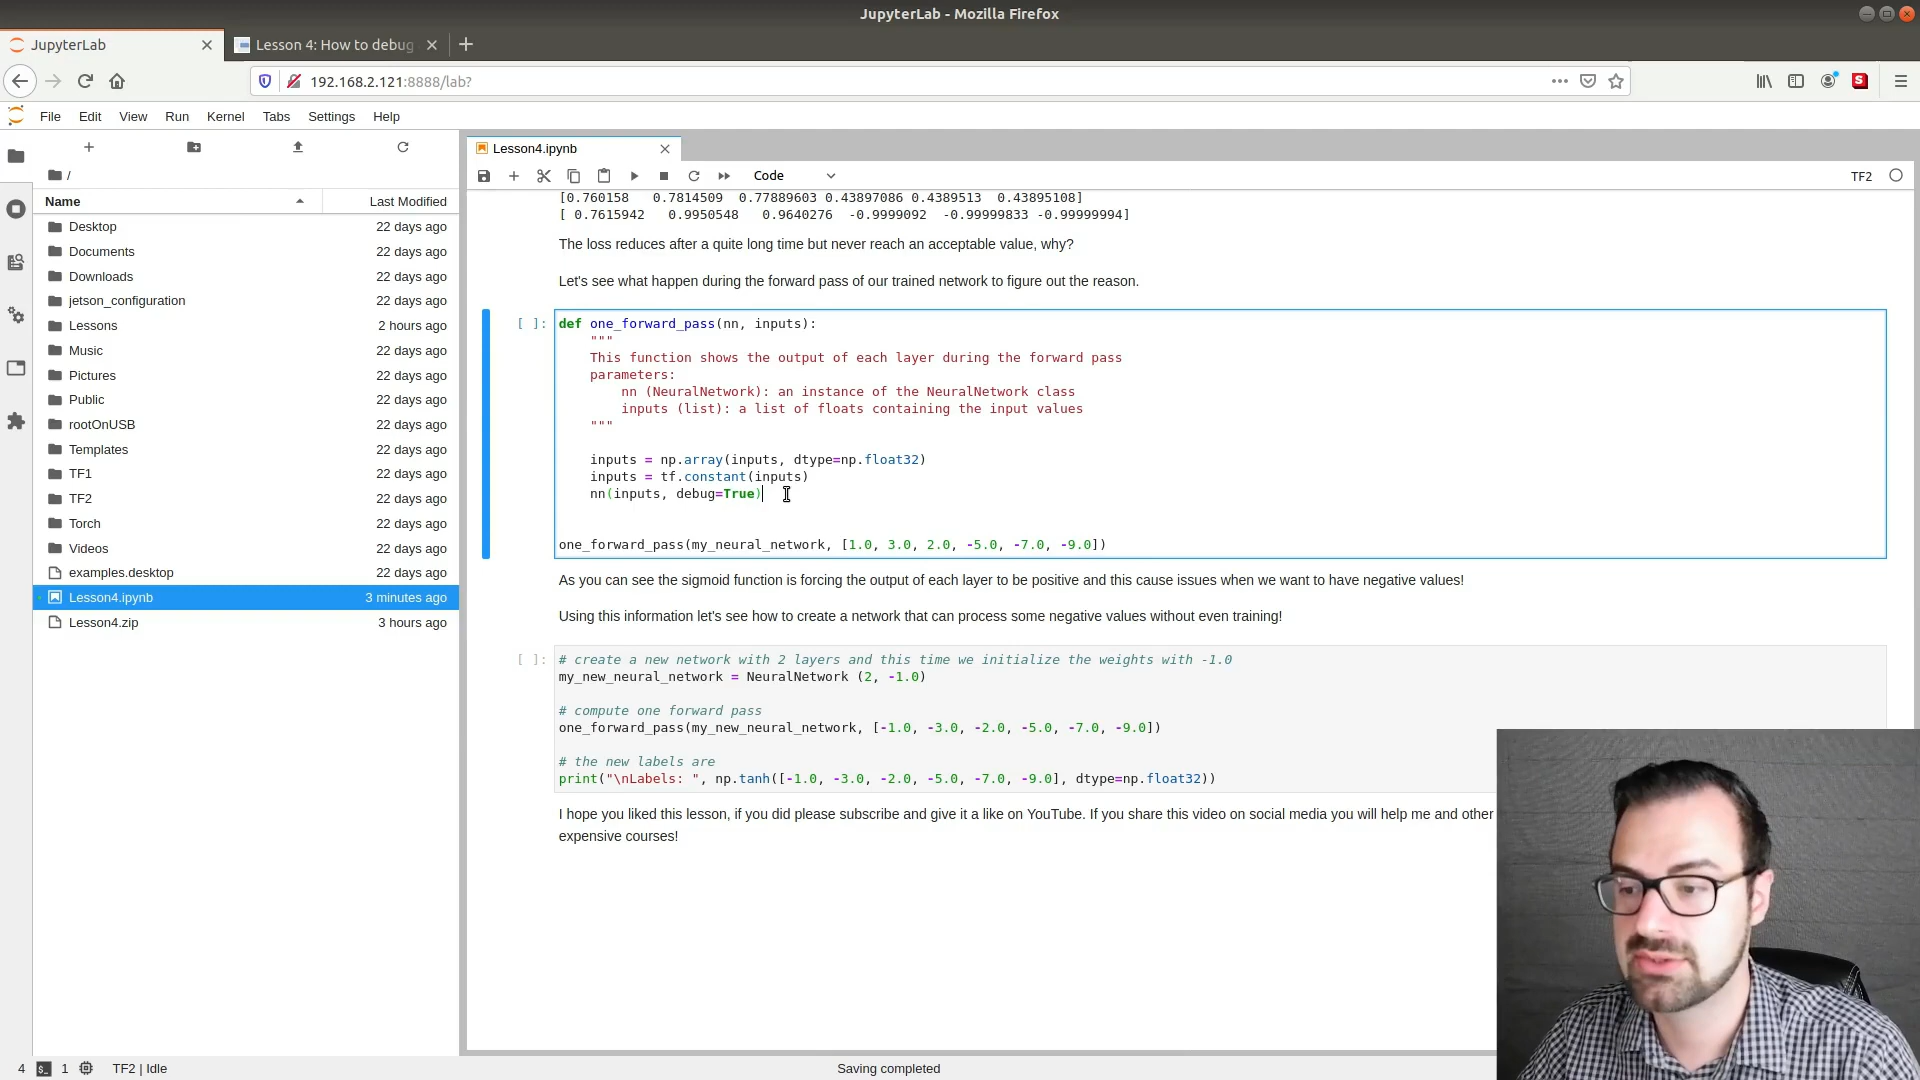 JupyterLab - Mozilla Firefox
JupyterLab
Lesson 4: How to debug
192.168.2.121:8888/lab?
File Edit View Run Kernel Tabs Settings Help
Lesson4.ipynb
/
Code
TF2
Name Last Modified
Desktop 22 days ago
Documents 22 days ago
Downloads 22 days ago
jetson_configuration 22 days ago
Lessons 2 hours ago
Music 22 days ago
Pictures 22 days ago
Public 22 days ago
rootOnUSB 22 days ago
Templates 22 days ago
TF1 22 days ago
TF2 22 days ago
Torch 22 days ago
Videos 22 days ago
examples.desktop 22 days ago
Lesson4.ipynb 3 minutes ago
Lesson4.zip 3 hours ago
[0.760158 0.7814509 0.77889603 0.43897086 0.4389513 0.43895108]
[ 0.7615942 0.9950548 0.9640276 -0.9999092 -0.99999833 -0.99999994]
The loss reduces after a quite long time but never reach an acceptable value, why?
Let's see what happen during the forward pass of our trained network to figure out the reason.
[ ]: def one_forward_pass(nn, inputs):
"""
This function shows the output of each layer during the forward pass
parameters:
nn (NeuralNetwork): an instance of the NeuralNetwork class
inputs (list): a list of floats containing the input values
"""
inputs = np.array(inputs, dtype=np.float32)
inputs = tf.constant(inputs)
nn(inputs, debug=True)
one_forward_pass(my_neural_network, [1.0, 3.0, 2.0, -5.0, -7.0, -9.0])
As you can see the sigmoid function is forcing the output of each layer to be positive and this cause issues when we want to have negative values!
Using this information let's see how to create a network that can process some negative values without even training!
[ ]: # create a new network with 2 layers and this time we initialize the weights with -1.0
my_new_neural_network = NeuralNetwork (2, -1.0)
# compute one forward pass
one_forward_pass(my_new_neural_network, [-1.0, -3.0, -2.0, -5.0, -7.0, -9.0])
# the new labels are
print("\nLabels: ", np.tanh([-1.0, -3.0, -2.0, -5.0, -7.0, -9.0], dtype=np.float32))
I hope you liked this lesson, if you did please subscribe and give it a like on YouTube. If you share this video on social media you will help me and other
expensive courses!
4 $_ 1 TF2 | Idle
Saving completed
S